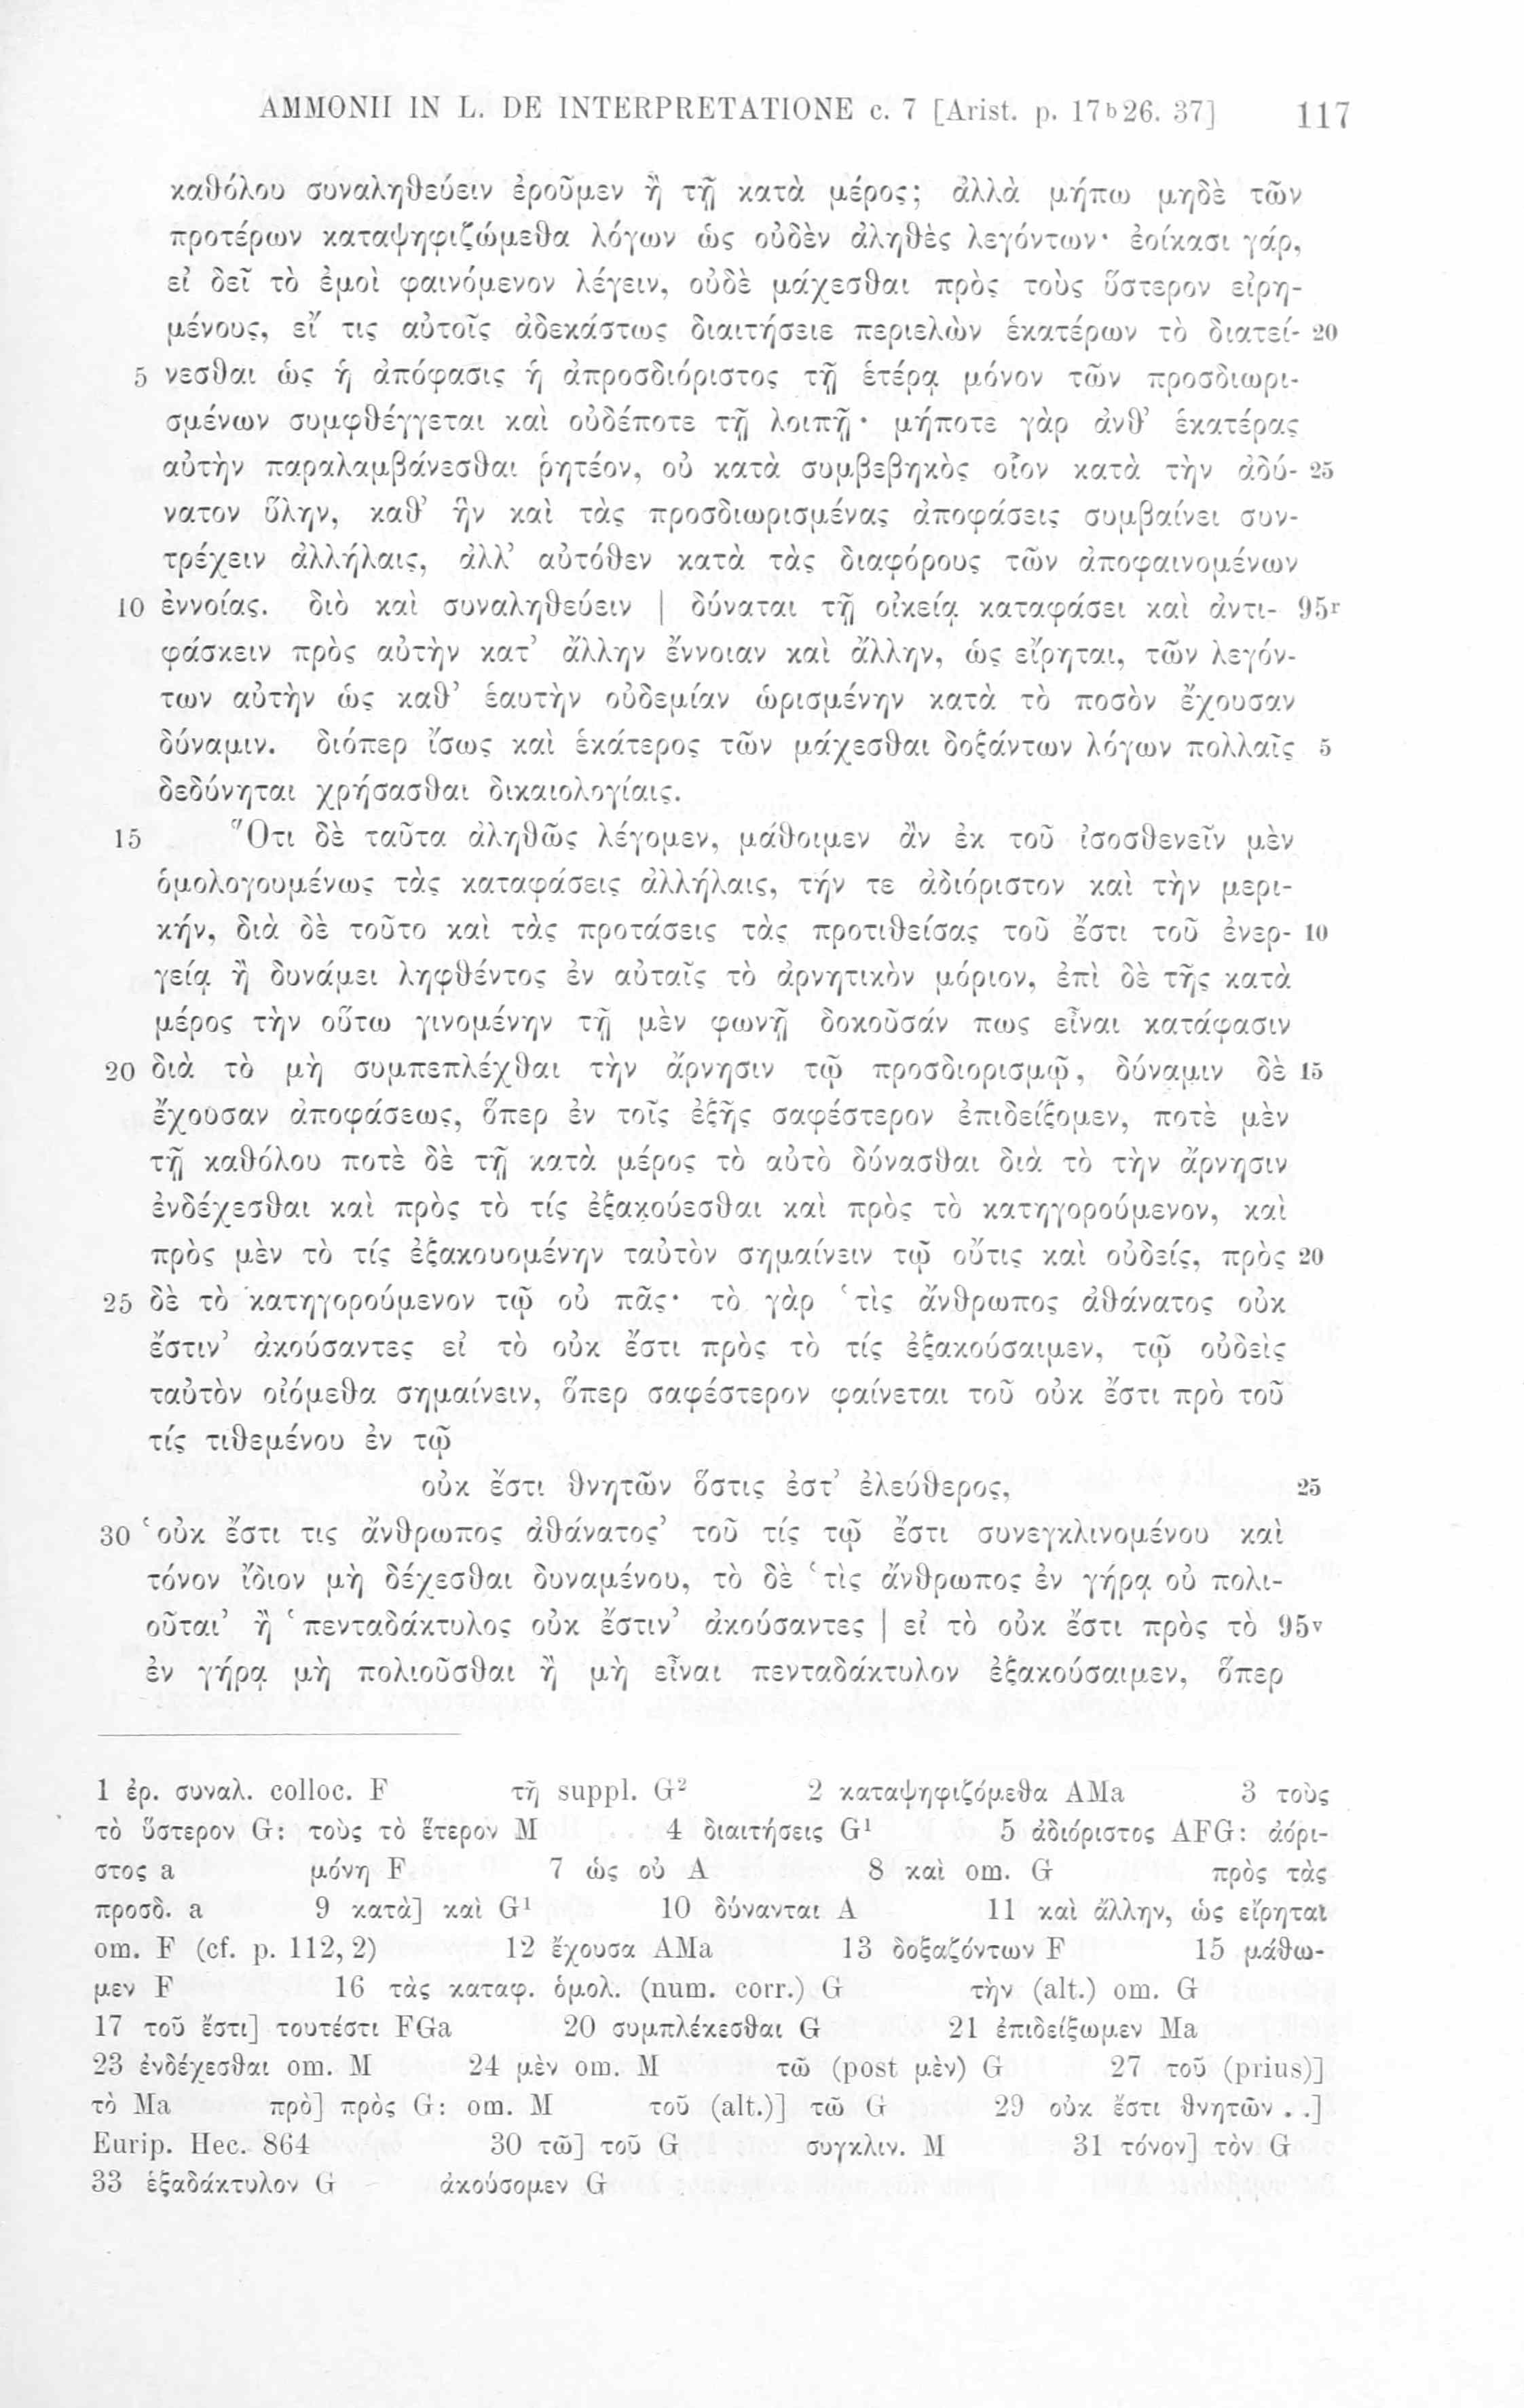 AMMONII IN L. DE INTERPRETATIONE c. 7 [Arist. p. 17b26. 37] 117
καθόλου συναληθεύειν ἐροῦμεν ἢ τῇ κατὰ μέρος; ἀλλὰ μήπω μηδὲ τῶν
προτέρων καταψηφιζώμεθα λόγων ὡς οὐδὲν ἀληθὲς λεγόντων· ἐοίκασι γάρ,
εἰ δεῖ τὸ ἐμοὶ φαινόμενον λέγειν, οὐδὲ μάχεσθαι πρὸς τοὺς ὕστερον εἰρη-
μένους, εἴ τις αὐτοῖς ἀδεκάστως διαιτήσειε περιελὼν ἑκατέρων τὸ διατεί- 20
5 νεσθαι ὡς ἡ ἀπόφασις ἡ ἀπροσδιόριστος τῇ ἑτέρᾳ μόνον τῶν προσδιωρι-
σμένων συμφθέγγεται καὶ οὐδέποτε τῇ λοιπῇ· μήποτε γὰρ ἀνθ’ ἑκατέρας
αὐτὴν παραλαμβάνεσθαι ῥητέον, οὐ κατὰ συμβεβηκὸς οἷον κατὰ τὴν ἀδύ- 25
νατον ὕλην, καθ’ ἣν καὶ τὰς προσδιωρισμένας ἀποφάσεις συμβαίνει συν-
τρέχειν ἀλλήλαις, ἀλλ’ αὐτόθεν κατὰ τὰς διαφόρους τῶν ἀποφαινομένων
10 ἐννοίας. διὸ καὶ συναληθεύειν | δύναται τῇ οἰκείᾳ καταφάσει καὶ ἀντι- 95r
φάσκειν πρὸς αὐτὴν κατ’ ἄλλην ἔννοιαν καὶ ἄλλην, ὡς εἴρηται, τῶν λεγόν-
των αὐτὴν ὡς καθ’ ἑαυτὴν οὐδεμίαν ὡρισμένην κατὰ τὸ ποσὸν ἔχουσαν
δύναμιν. διόπερ ἴσως καὶ ἑκάτερος τῶν μάχεσθαι δοξάντων λόγων πολλαῖς 5
δεδύνηται χρήσασθαι δικαιολογίαις.
15 Ὅτι δὲ ταῦτα ἀληθῶς λέγομεν, μάθοιμεν ἂν ἐκ τοῦ ἰσοσθενεῖν μὲν
ὁμολογουμένως τὰς καταφάσεις ἀλλήλαις, τήν τε ἀδιόριστον καὶ τὴν μερι-
κήν, διὰ δὲ τοῦτο καὶ τὰς προτάσεις τὰς προτιθείσας τοῦ ἔστι τοῦ ἐνερ- 10
γείᾳ ἢ δυνάμει ληφθέντος ἐν αὐταῖς τὸ ἀρνητικὸν μόριον, ἐπὶ δὲ τῆς κατὰ
μέρος τὴν οὕτω γινομένην τῇ μὲν φωνῇ δοκοῦσάν πως εἶναι κατάφασιν
20 διὰ τὸ μὴ συμπεπλέχθαι τὴν ἄρνησιν τῷ προσδιορισμῷ, δύναμιν δὲ 15
ἔχουσαν ἀποφάσεως, ὅπερ ἐν τοῖς ἑξῆς σαφέστερον ἐπιδείξομεν, ποτὲ μὲν
τῇ καθόλου ποτὲ δὲ τῇ κατὰ μέρος τὸ αὐτὸ δύνασθαι διὰ τὸ τὴν ἄρνησιν
ἐνδέχεσθαι καὶ πρὸς τὸ τίς ἐξακούεσθαι καὶ πρὸς τὸ κατηγορούμενον, καὶ
πρὸς μὲν τὸ τίς ἐξακουομένην ταὐτὸν σημαίνειν τῷ οὔτις καὶ οὐδείς, πρὸς 20
25 δὲ τὸ κατηγορούμενον τῷ οὐ πᾶς· τὸ γὰρ ‘τὶς ἄνθρωπος ἀθάνατος οὐκ
ἔστιν’ ἀκούσαντες εἰ τὸ οὐκ ἔστι πρὸς τὸ τίς ἐξακούσαιμεν, τῷ οὐδεὶς
ταὐτὸν οἰόμεθα σημαίνειν, ὅπερ σαφέστερον φαίνεται τοῦ οὐκ ἔστι πρὸ τοῦ
τίς τιθεμένου ἐν τῷ
οὐκ ἔστι θνητῶν ὅστις ἐστ’ ἐλεύθερος, 25
30 ‘οὐκ ἔστι τις ἄνθρωπος ἀθάνατος’ τοῦ τίς τῷ ἔστι συνεγκλινομένου καὶ
τόνον ἴδιον μὴ δέχεσθαι δυναμένου, τὸ δὲ ‘τὶς ἄνθρωπος ἐν γήρᾳ οὐ πολι-
οῦται’ ἢ ‘πενταδάκτυλος οὐκ ἔστιν’ ἀκούσαντες | εἰ τὸ οὐκ ἔστι πρὸς τὸ 95v
ἐν γήρᾳ μὴ πολιοῦσθαι ἢ μὴ εἶναι πενταδάκτυλον ἐξακούσαιμεν, ὅπερ
1 ἐρ. συναλ. colloc. F τῇ suppl. G² 2 καταψηφιζόμεθα AMa 3 τοὺς
τὸ ὕστερον G: τοὺς τὸ ἕτερον M 4 διαιτήσεις G¹ 5 ἀδιόριστος AFG: ἀόρι-
στος a μόνη F 7 ὡς οὐ A 8 καὶ om. G πρὸς τὰς
προσδ. a 9 κατὰ] καὶ G¹ 10 δύνανται A 11 καὶ ἄλλην, ὡς εἴρηται
om. F (cf. p. 112, 2) 12 ἔχουσα AMa 13 δοξαζόντων F 15 μάθω-
μεν F 16 τὰς καταφ. ὁμολ. (num. corr.) G τὴν (alt.) om. G
17 τοῦ ἔστι] τουτέστι FGa 20 συμπλέκεσθαι G 21 ἐπιδείξωμεν Ma
23 ἐνδέχεσθαι om. M 24 μὲν om. M τῶ (post μὲν) G 27 τοῦ (prius)]
τὸ Ma πρὸ] πρὸς G: om. M τοῦ (alt.)] τῶ G 29 οὐκ ἔστι θνητῶν . .]
Eurip. Hec. 864 30 τῶ] τοῦ G συγκλιν. M 31 τόνον] τὸν G
33 ἑξαδάκτυλον G ἀκούσομεν G